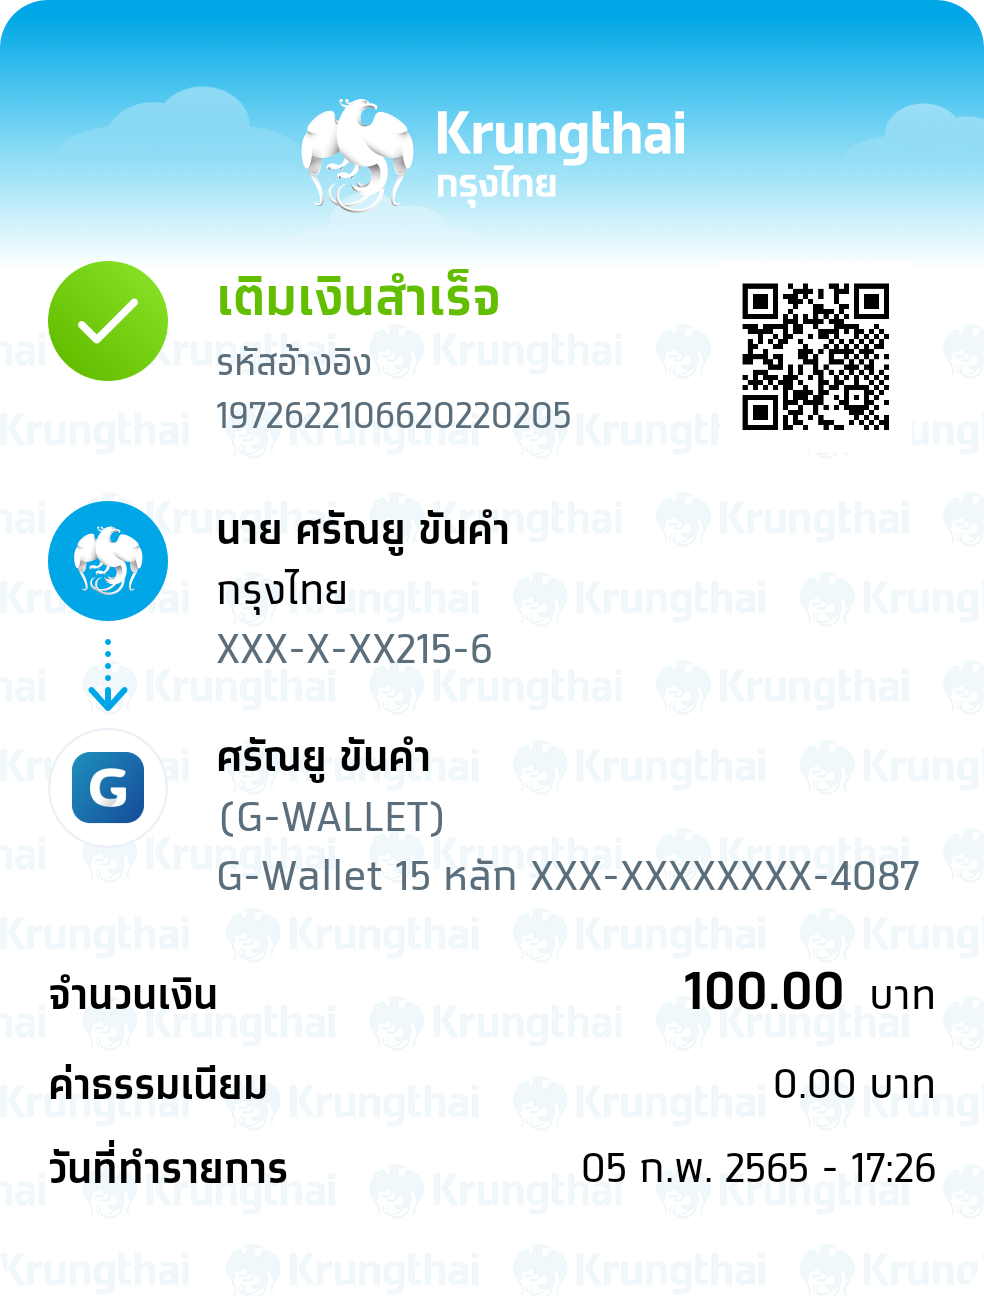 Krungthai
กรุงไทย
เติมเงินสำเร็จ
รหัสอ้างอิง
1972622106620220205
นาย ศรัณยู ขันคำ
กรุงไทย
XXX-X-XX215-6
G
ศรัณยู ขันคำ
(G-WALLET)
G-Wallet 15 หลัก XXX-XXXXXXXX-4087
จำนวนเงิน 100.00 บาท
ค่าธรรมเนียม 0.00 บาท
วันที่ทำรายการ 05 ก.พ. 2565 - 17:26